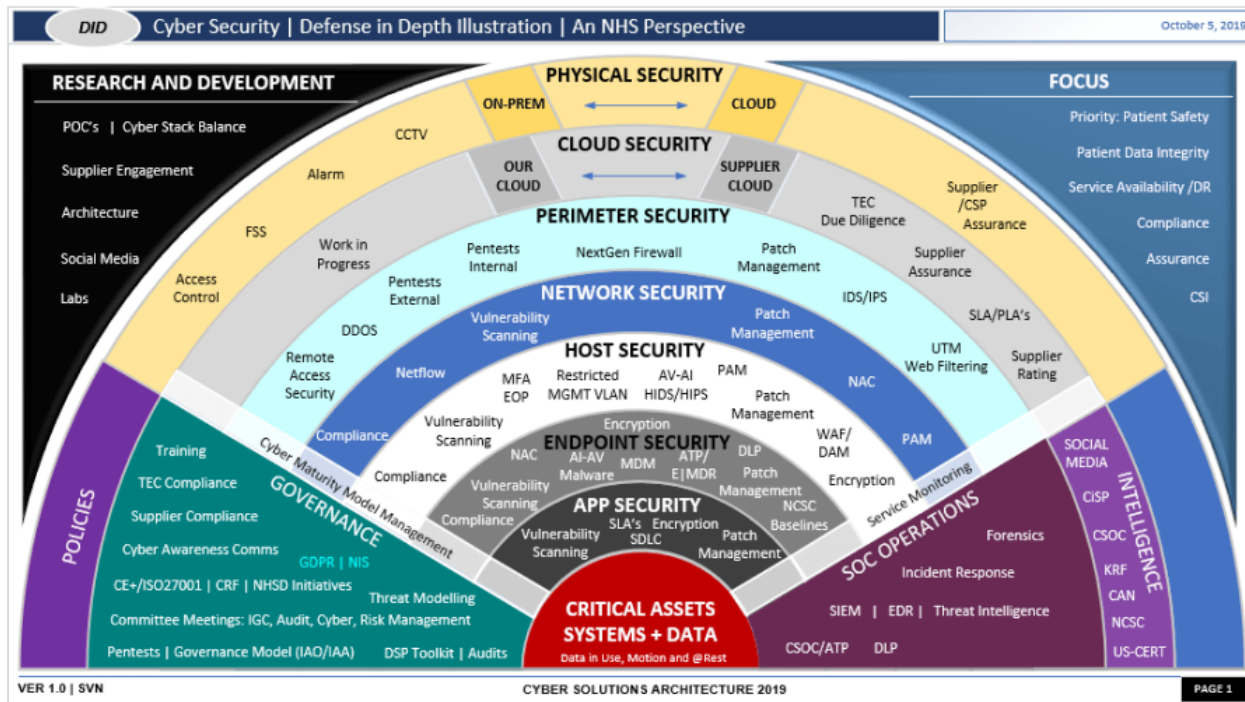 DID
Cyber Security | Defense in Depth Illustration | An NHS Perspective
October 5, 2019
RESEARCH AND DEVELOPMENT
POC's | Cyber Stack Balance
Supplier Engagement
Architecture
Social Media
Labs
FOCUS
Priority: Patient Safety
Patient Data Integrity
Service Availability /DR
Compliance
Assurance
CSI
PHYSICAL SECURITY
ON-PREM
CLOUD
Access
Control
FSS
Alarm
CCTV
Supplier
/CSP
Assurance
CLOUD SECURITY
OUR
CLOUD
SUPPLIER
CLOUD
Work in
Progress
TEC
Due Diligence
Supplier
Assurance
SLA/PLA's
Supplier
Rating
PERIMETER SECURITY
Remote
Access
Security
DDOS
Pentests
External
Pentests
Internal
NextGen Firewall
Patch
Management
IDS/IPS
UTM
Web Filtering
NETWORK SECURITY
Compliance
Netflow
Vulnerability
Scanning
Patch
Management
NAC
PAM
HOST SECURITY
Compliance
Vulnerability
Scanning
MFA
EOP
Restricted
MGMT VLAN
AV-AI
HIDS/HIPS
PAM
Patch
Management
WAF/
DAM
Encryption
Encryption
ENDPOINT SECURITY
Compliance
Vulnerability
Scanning
NAC
AI-AV
Malware
MDM
ATP/
E|MDR
DLP
Patch
Management
NCSC
Baselines
APP SECURITY
Vulnerability
Scanning
SLA's
SDLC
Encryption
Patch
Management
CRITICAL ASSETS
SYSTEMS + DATA
Data in Use, Motion and @Rest
Cyber Maturity Model Management
Service Monitoring
POLICIES
GOVERNANCE
Training
TEC Compliance
Supplier Compliance
Cyber Awareness Comms
GDPR | NIS
CE+/ISO27001 | CRF | NHSD Initiatives
Threat Modelling
Committee Meetings: IGC, Audit, Cyber, Risk Management
Pentests | Governance Model (IAO/IAA)
DSP Toolkit | Audits
SOC OPERATIONS
Forensics
Incident Response
SIEM | EDR | Threat Intelligence
CSOC/ATP
DLP
INTELLIGENCE
SOCIAL
MEDIA
CiSP
CSOC
KRF
CAN
NCSC
US-CERT
VER 1.0 | SVN
CYBER SOLUTIONS ARCHITECTURE 2019
PAGE 1